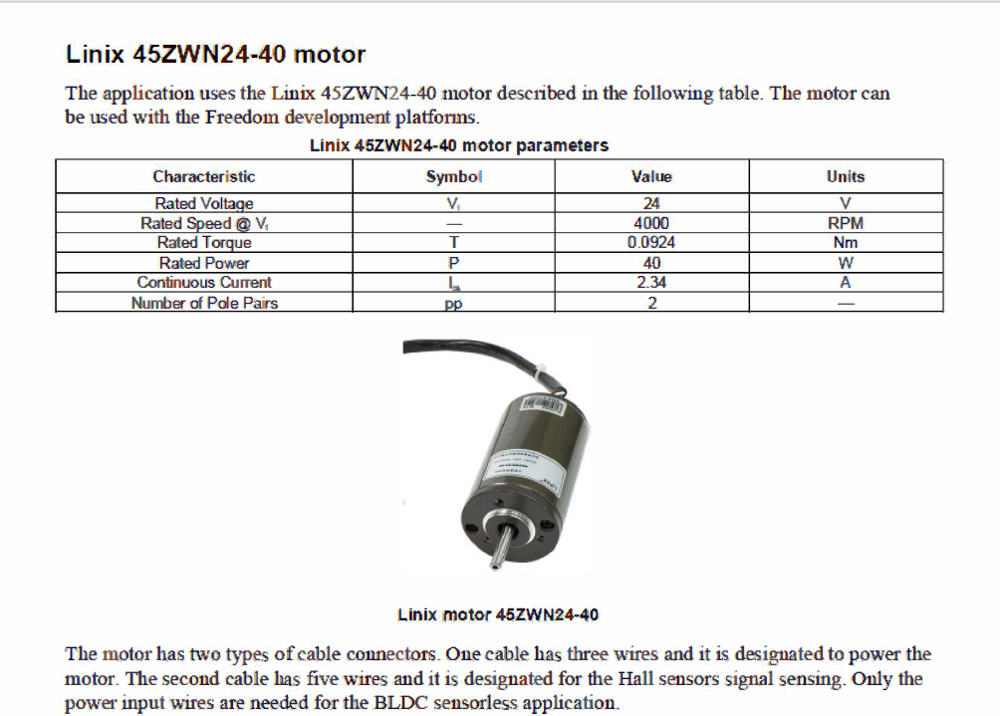 Linix 45ZWN24-40 motor
The application uses the Linix 45ZWN24-40 motor described in the following table. The motor can
be used with the Freedom development platforms.
Linix 45ZWN24-40 motor parameters
Characteristic Symbol Value Units
Rated Voltage Vt 24 V
Rated Speed @ Vt — 4000 RPM
Rated Torque T 0.0924 Nm
Rated Power P 40 W
Continuous Current 2.34 A
Number of Pole Pairs pp 2 —
Linix motor 45ZWN24-40
The motor has two types of cable connectors. One cable has three wires and it is designated to power the
motor. The second cable has five wires and it is designated for the Hall sensors signal sensing. Only the
power input wires are needed for the BLDC sensorless application.